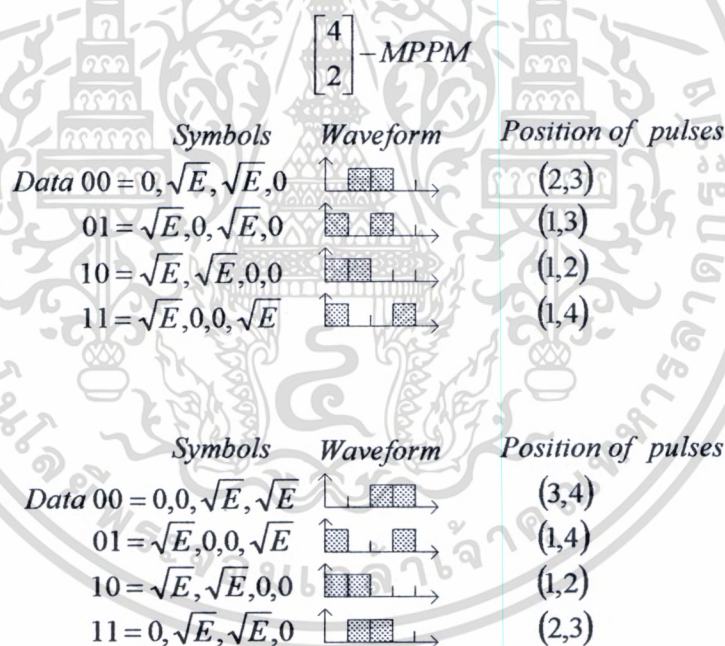 [4 2] – MPPM
Symbols Waveform Position of pulses
Data 00 = 0, √E, √E, 0 (2,3)
01 = √E, 0, √E, 0 (1,3)
10 = √E, √E, 0,0 (1,2)
11 = √E, 0,0, √E (1,4)
Symbols Waveform Position of pulses
Data 00 = 0,0, √E, √E (3,4)
01 = √E, 0,0, √E (1,4)
10 = √E, √E, 0,0 (1,2)
11 = 0, √E, √E, 0 (2,3)